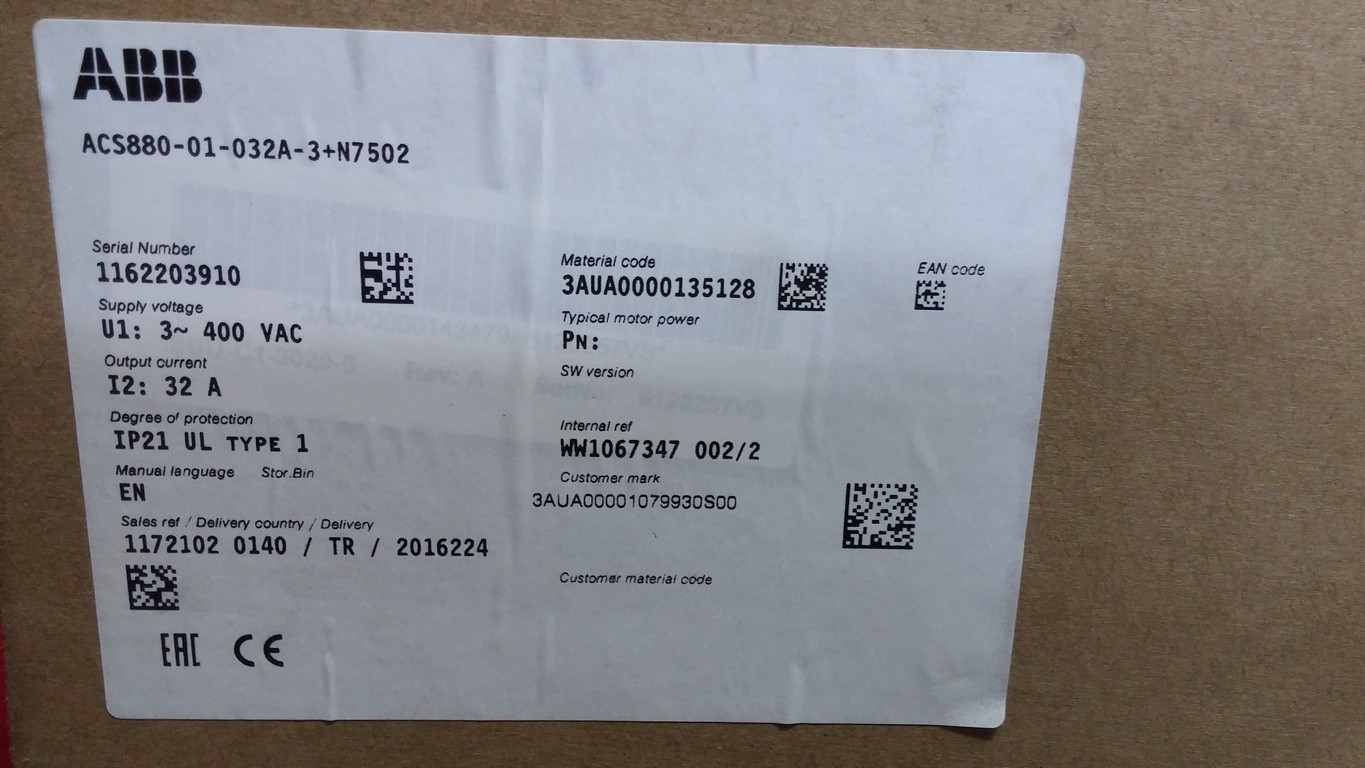 ABB
ACS880-01-032A-3+N7502
Serial Number
1162203910
Supply voltage
U1: 3~ 400 VAC
Output current
I2: 32 A
Degree of protection
IP21 UL TYPE 1
Manual language Stor.Bin
EN
Sales ref / Delivery country / Delivery
1172102 0140 / TR / 2016224
EAC CE
Material code
3AUA0000135128
EAN code
Typical motor power
PN:
SW version
Internal ref
WW1067347 002/2
Customer mark
3AUA00001079930S00
Customer material code